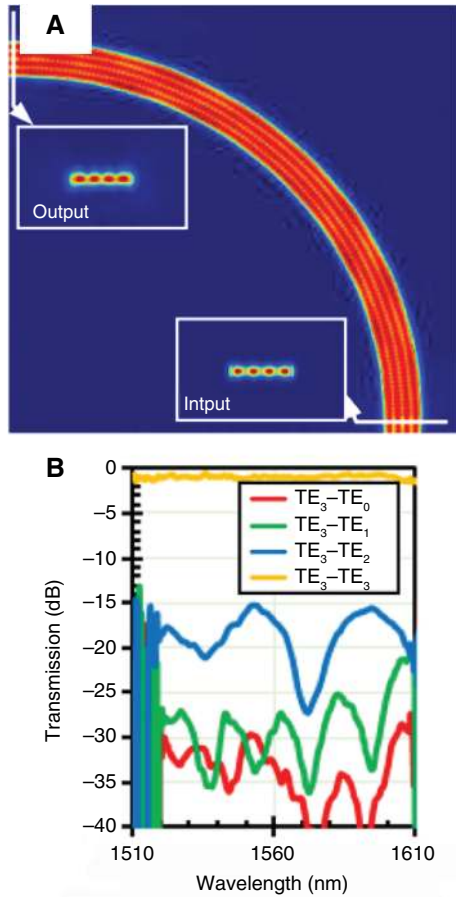 A
Output
Intput
B
0
−5
−10
−15
−20
−25
−30
−35
−40
Transmission (dB)
TE₃–TE₀
TE₃–TE₁
TE₃–TE₂
TE₃–TE₃
1510 1560 1610
Wavelength (nm)